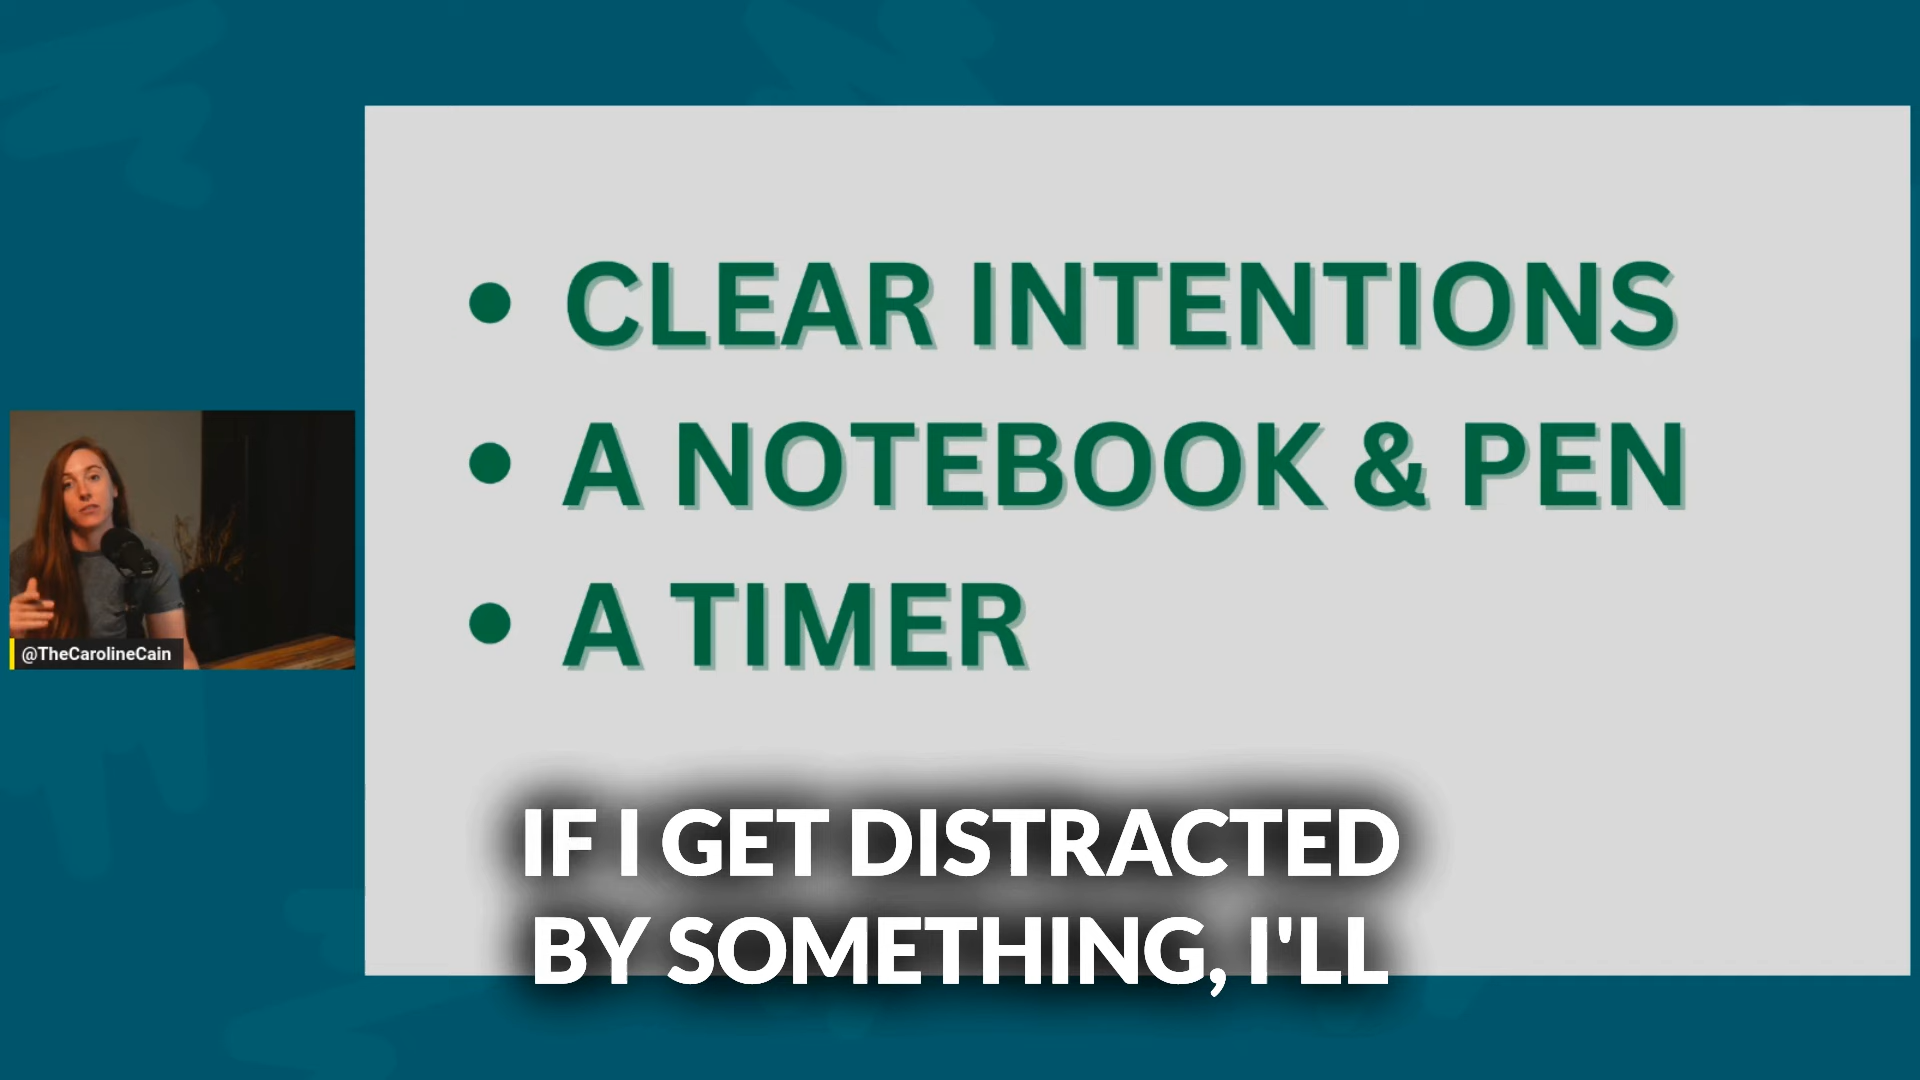 • CLEAR INTENTIONS
• A NOTEBOOK & PEN
• A TIMER
@TheCarolineCain
IF I GET DISTRACTED
BY SOMETHING, I'LL